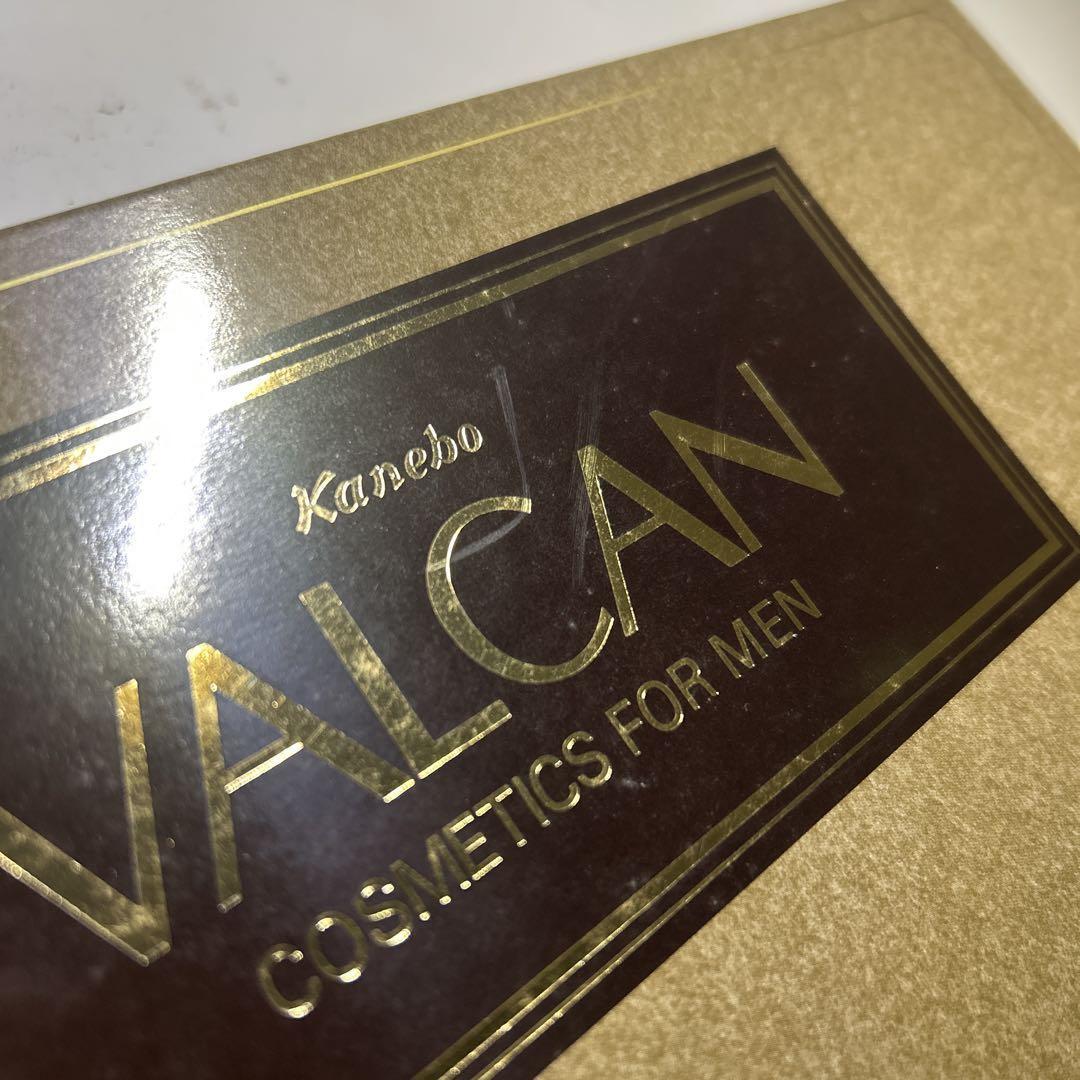 Kanebo
VALCAN
COSMETICS FOR MEN